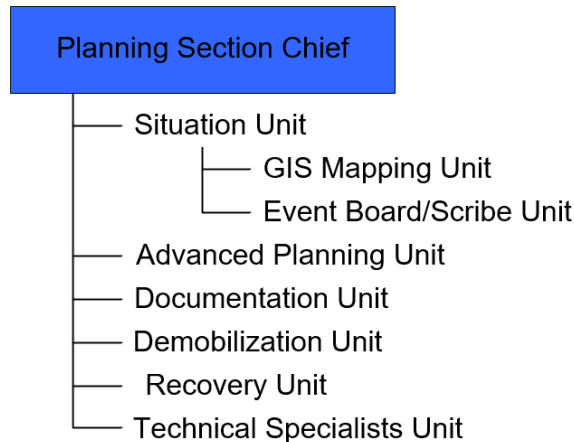 Planning Section Chief
Situation Unit
GIS Mapping Unit
Event Board/Scribe Unit
Advanced Planning Unit
Documentation Unit
Demobilization Unit
Recovery Unit
Technical Specialists Unit